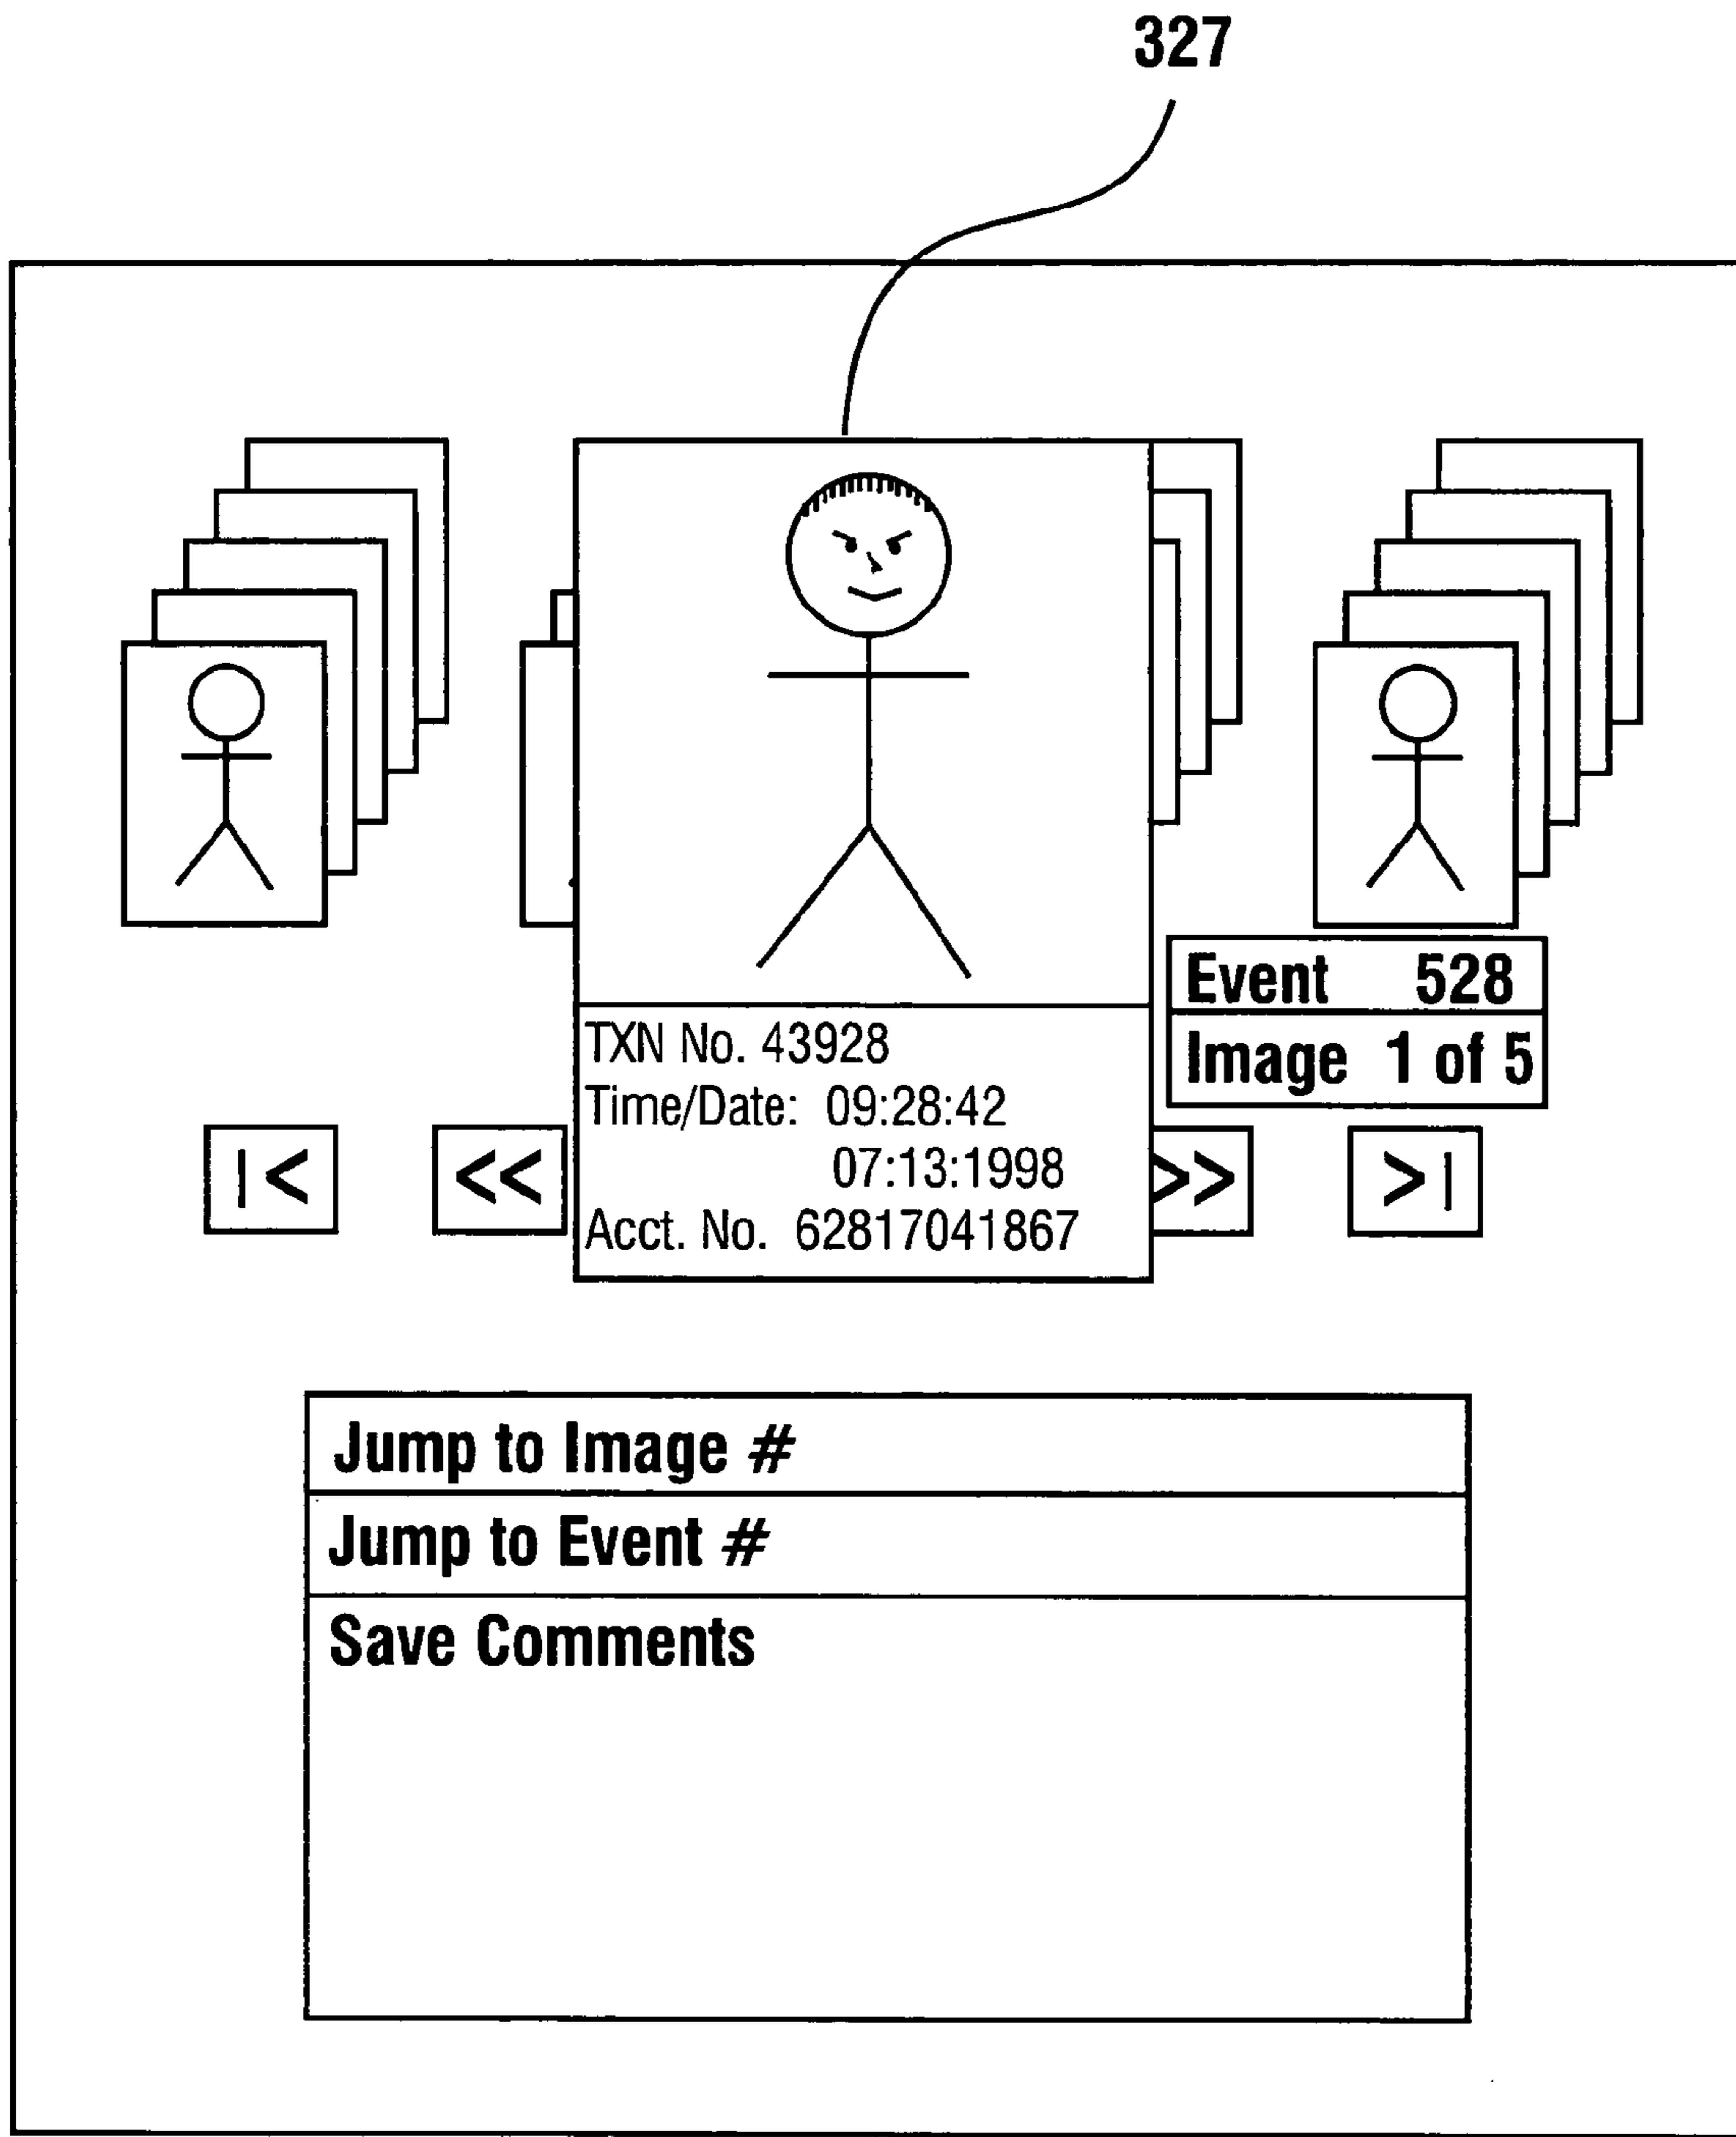 327
Event 528
Image 1 of 5
TXN No. 43928
Time/Date: 09:28:42
07:13:1998
Acct. No. 62817041867
|<
<<
>>
>|
Jump to Image #
Jump to Event #
Save Comments